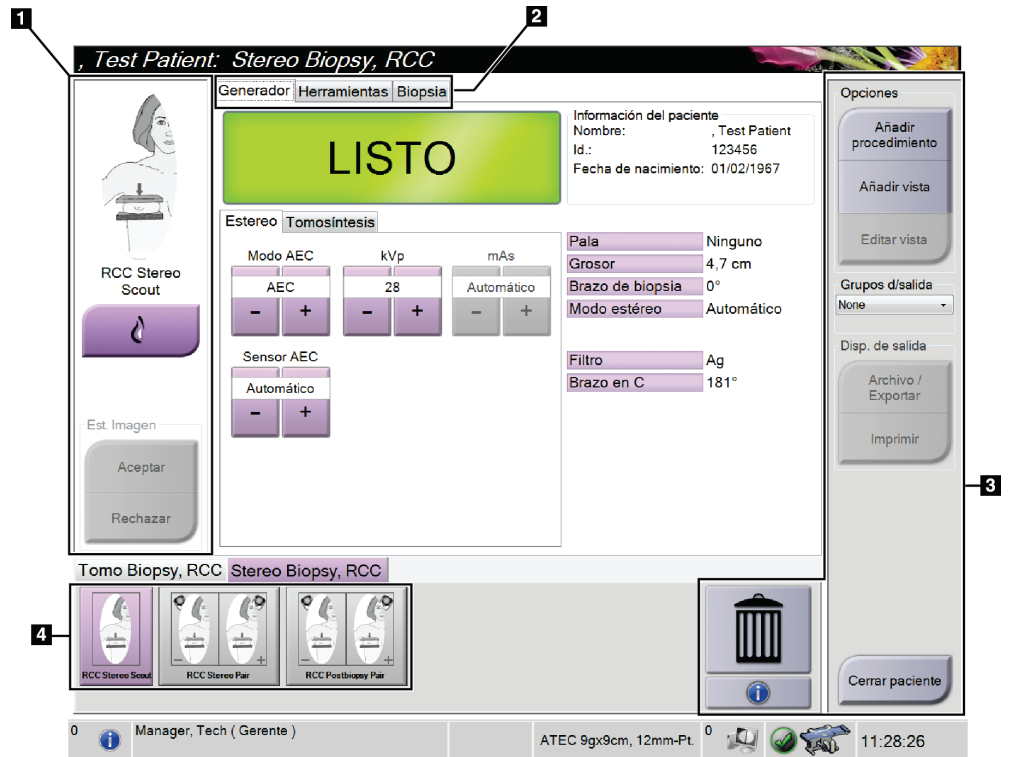 1
2
, Test Patient: Stereo Biopsy, RCC
Generador Herramientas Biopsia
LISTO
Información del paciente
Nombre: , Test Patient
Id.: 123456
Fecha de nacimiento: 01/02/1967
Opciones
Añadir
procedimiento
Añadir vista
Editar vista
Grupos d/salida
None
Disp. de salida
Archivo /
Exportar
Imprimir
3
Cerrar paciente
RCC Stereo
Scout
Est. Imagen
Aceptar
Rechazar
Estereo Tomosíntesis
Modo AEC kVp mAs
AEC 28 Automático
- + - + - +
Sensor AEC
Automático
- +
Pala Ninguno
Grosor 4,7 cm
Brazo de biopsia 0°
Modo estéreo Automático
Filtro Ag
Brazo en C 181°
Tomo Biopsy, RCC Stereo Biopsy, RCC
4
- + - +
RCC Stereo Scout RCC Stereo Pair RCC Postbiopsy Pair
0 Manager, Tech ( Gerente ) ATEC 9gx9cm, 12mm-Pt. 0 11:28:26